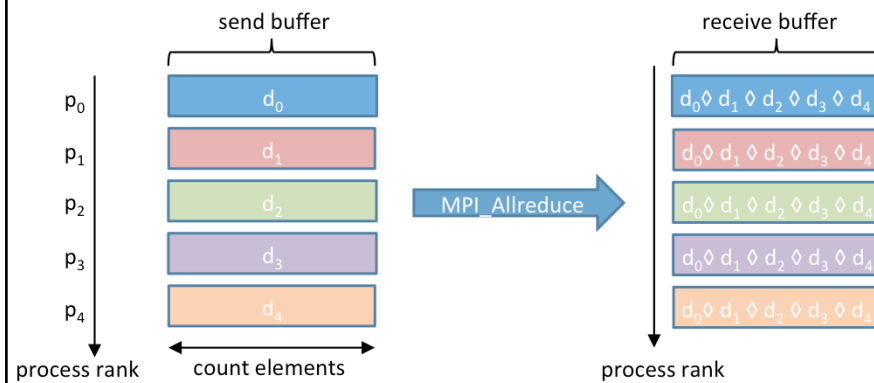 send buffer
receive buffer
p₀
d₀
d₀◊ d₁ ◊ d₂ ◊ d₃ ◊ d₄
p₁
d₁
d₀◊ d₁ ◊ d₂ ◊ d₃ ◊ d₄
p₂
d₂
MPI_Allreduce
d₀◊ d₁ ◊ d₂ ◊ d₃ ◊ d₄
p₃
d₃
d₀◊ d₁ ◊ d₂ ◊ d₃ ◊ d₄
p₄
d₄
d₀◊ d₁ ◊ d₂ ◊ d₃ ◊ d₄
process rank
count elements
process rank